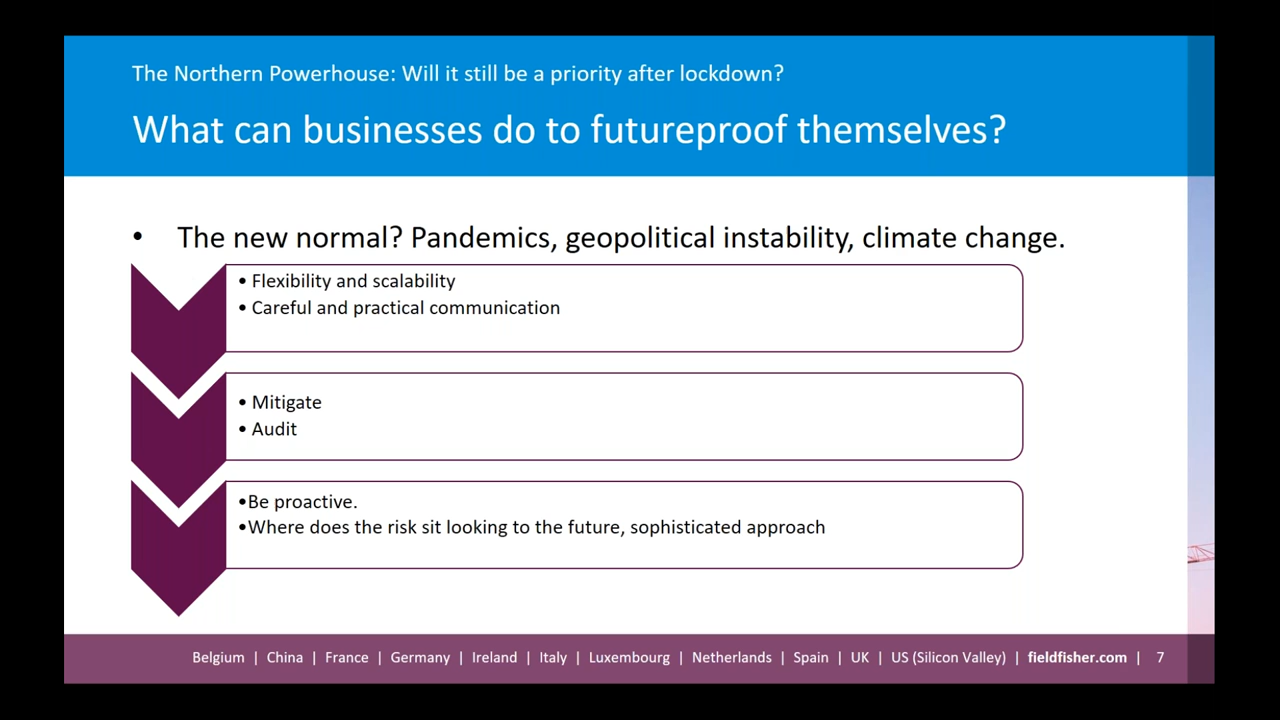 The Northern Powerhouse: Will it still be a priority after lockdown?
What can businesses do to futureproof themselves?
• The new normal? Pandemics, geopolitical instability, climate change.
• Flexibility and scalability
• Careful and practical communication
• Mitigate
• Audit
•Be proactive.
•Where does the risk sit looking to the future, sophisticated approach
Belgium | China | France | Germany | Ireland | Italy | Luxembourg | Netherlands | Spain | UK | US (Silicon Valley) | fieldfisher.com | 7